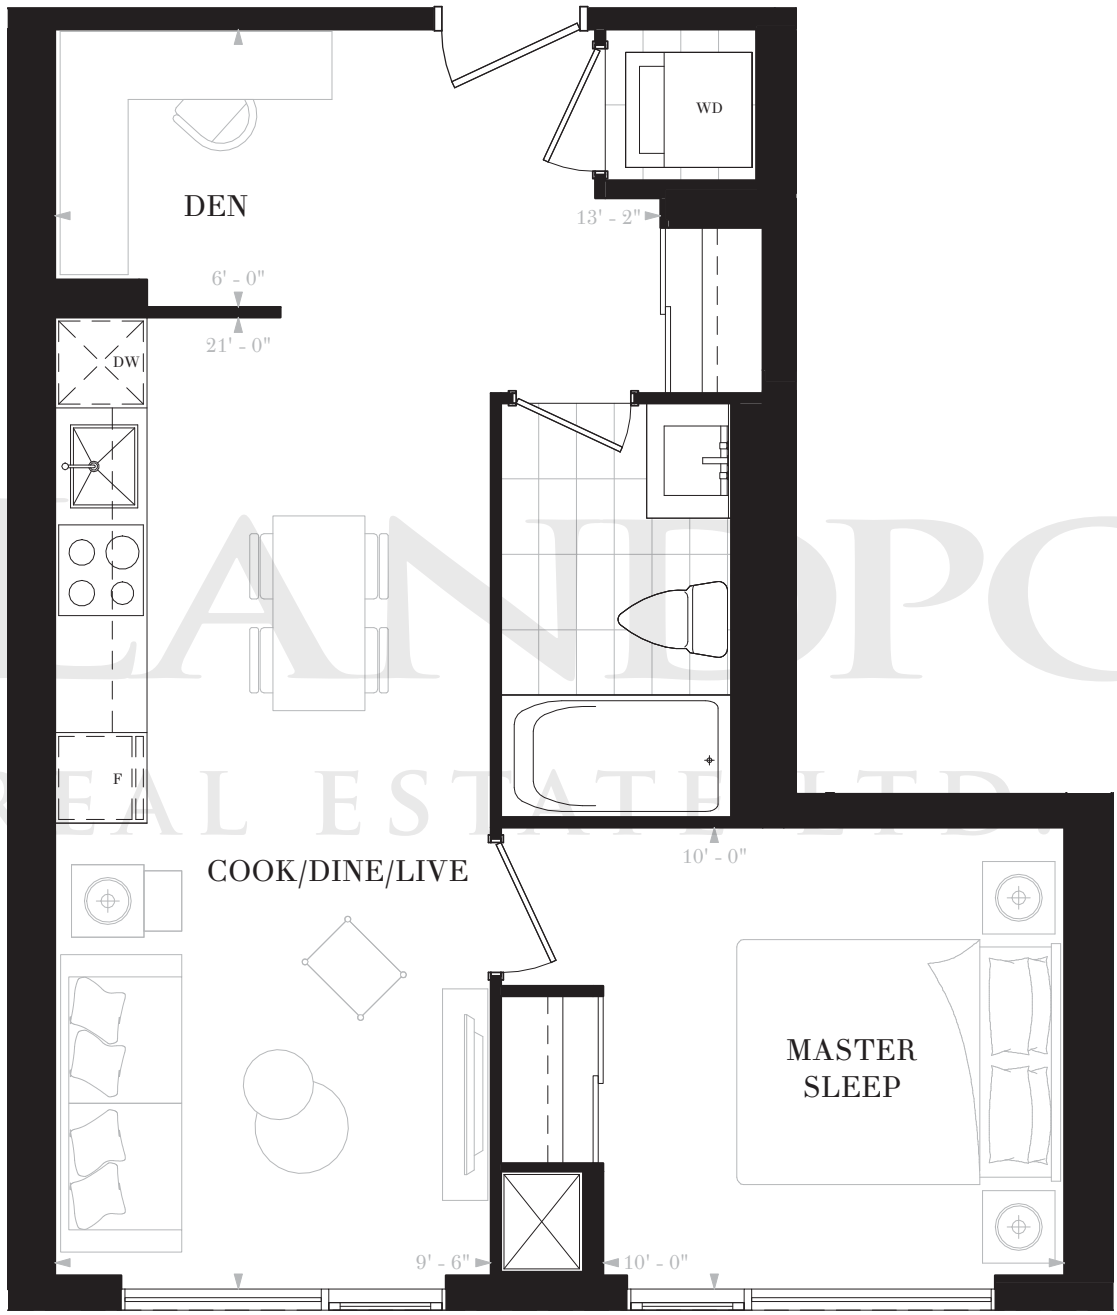 WD
DEN
13' - 2"
6' - 0"
21' - 0"
DW
LANDPO
F
REAL ESTATE LTD.
COOK/DINE/LIVE
10' - 0"
MASTER
SLEEP
9' - 6"
10' - 0"